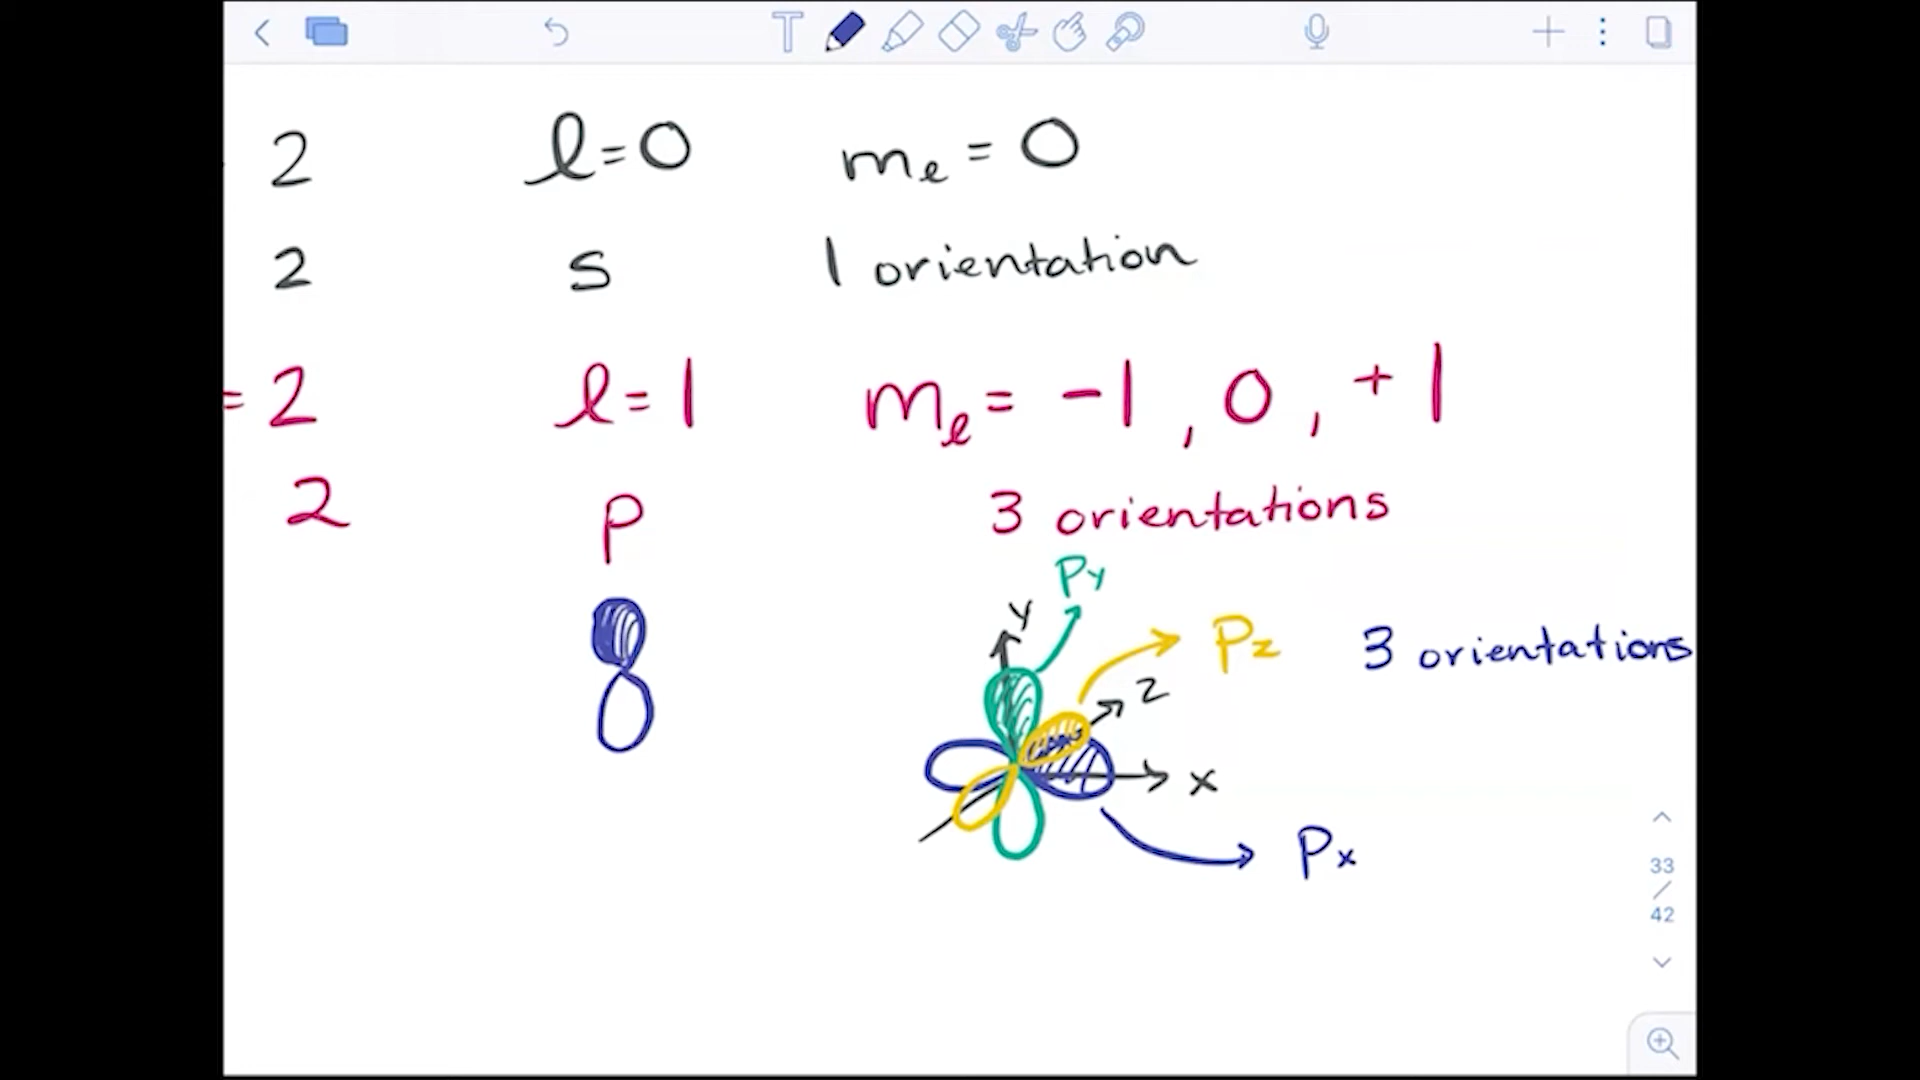 2 l=0 mₗ = 0
2 s 1 orientation
= 2 l=1 mₗ = -1, 0, +1
2 p 3 orientations
Py
y
Pz 3 orientations
z
x
Px
33
/
42